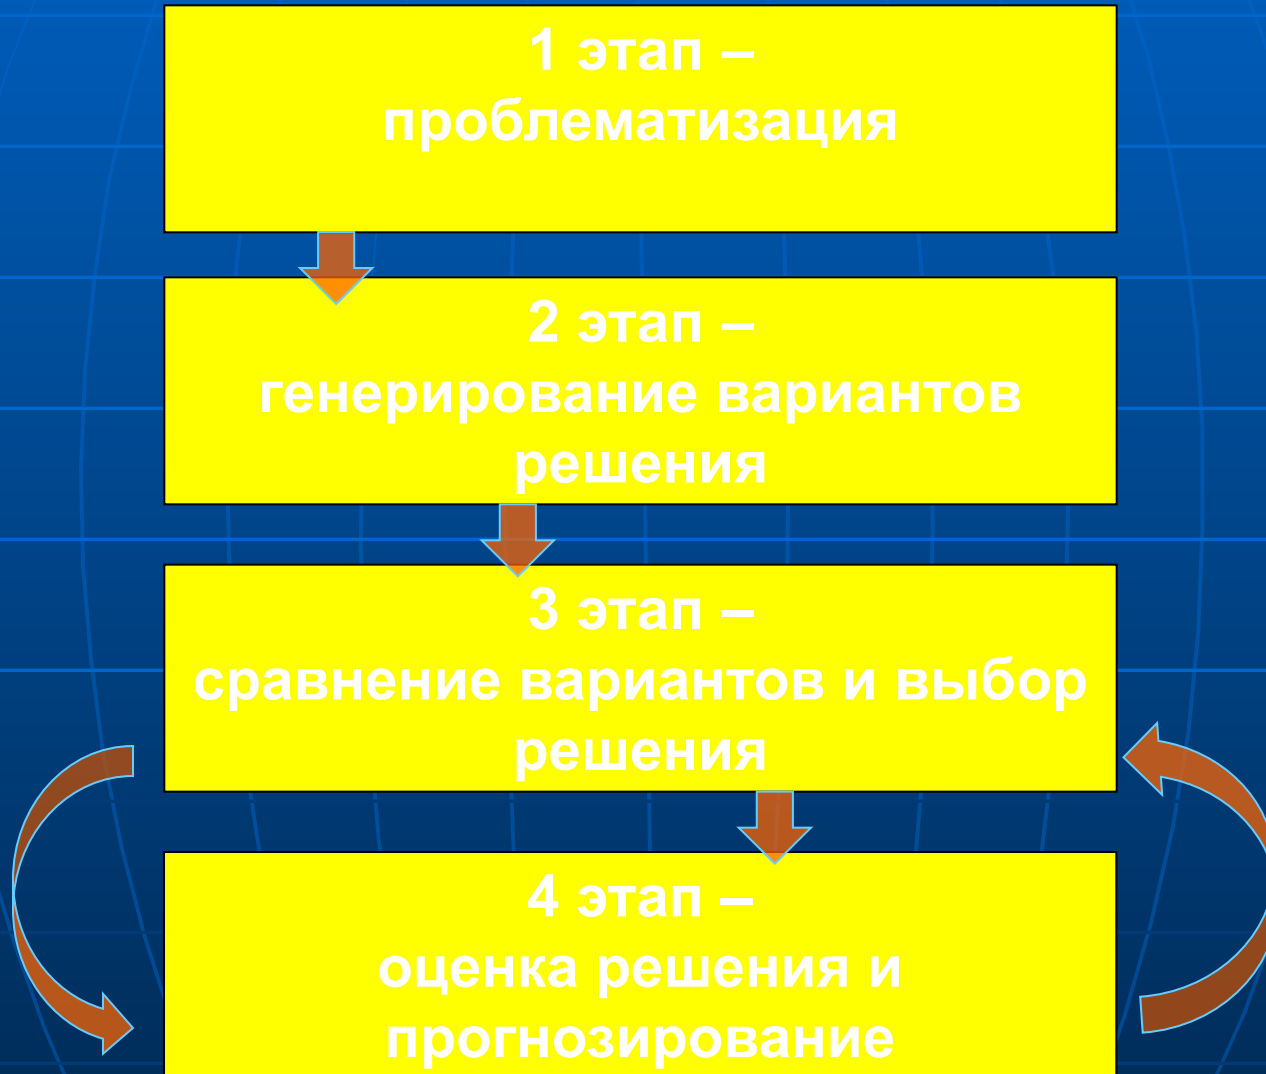 1 этап –
проблематизация
2 этап –
генерирование вариантов
решения
3 этап –
сравнение вариантов и выбор
решения
4 этап –
оценка решения и
прогнозирование